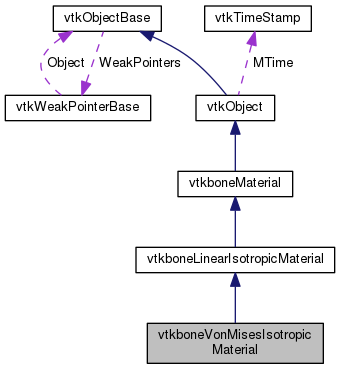 vtkObjectBase
vtkTimeStamp
Object
WeakPointers
MTime
vtkWeakPointerBase
vtkObject
vtkboneMaterial
vtkboneLinearIsotropicMaterial
vtkboneVonMisesIsotropic
Material